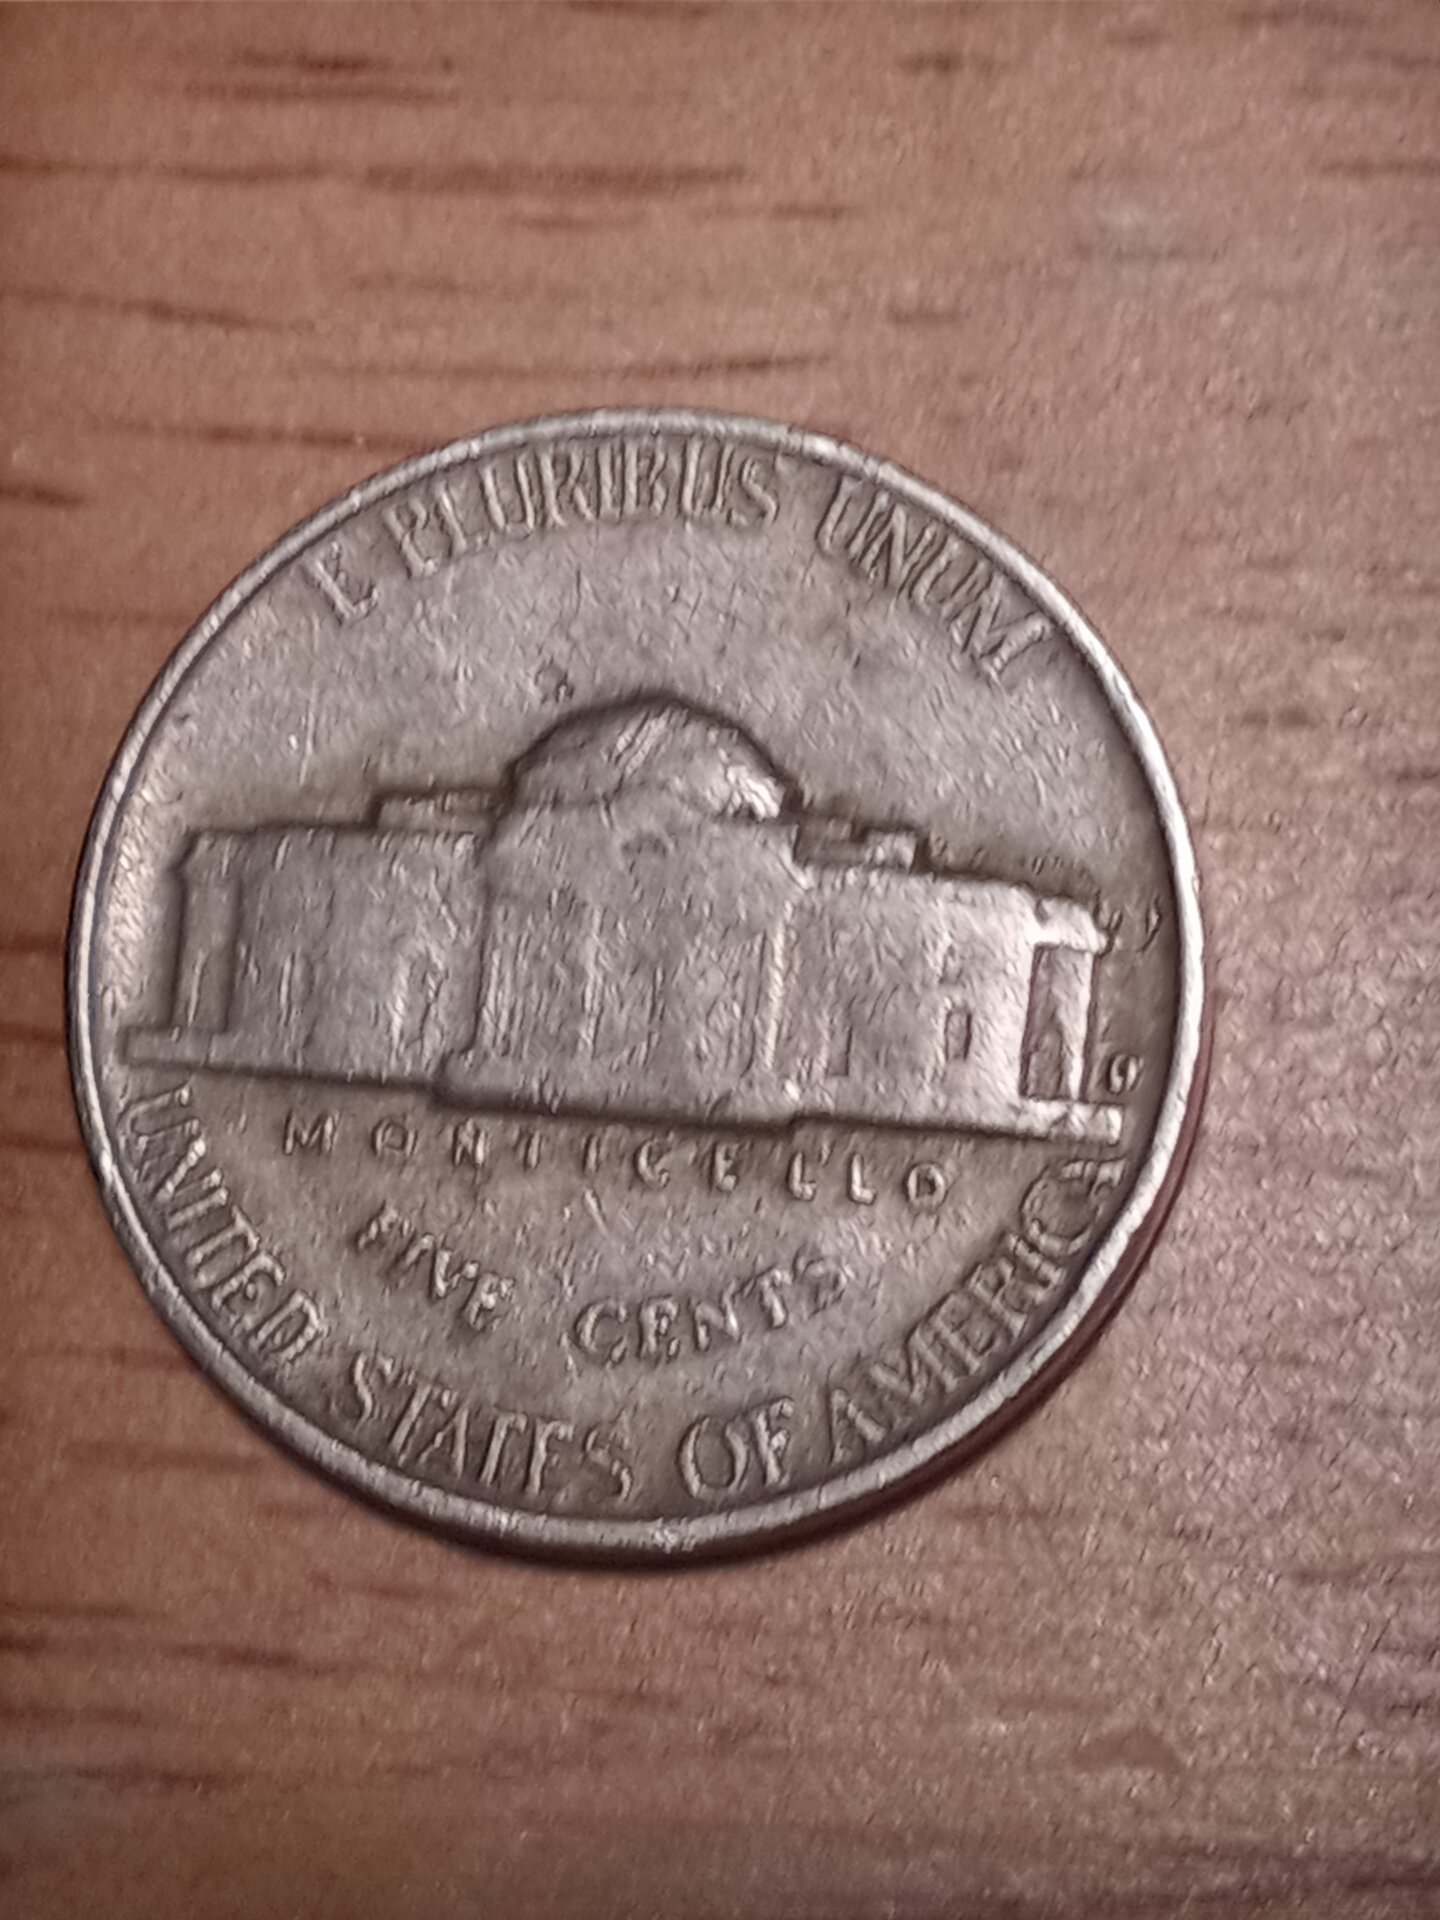 E PLURIBUS UNUM
MONTICELLO
FIVE CENTS
UNITED STATES OF AMERICA